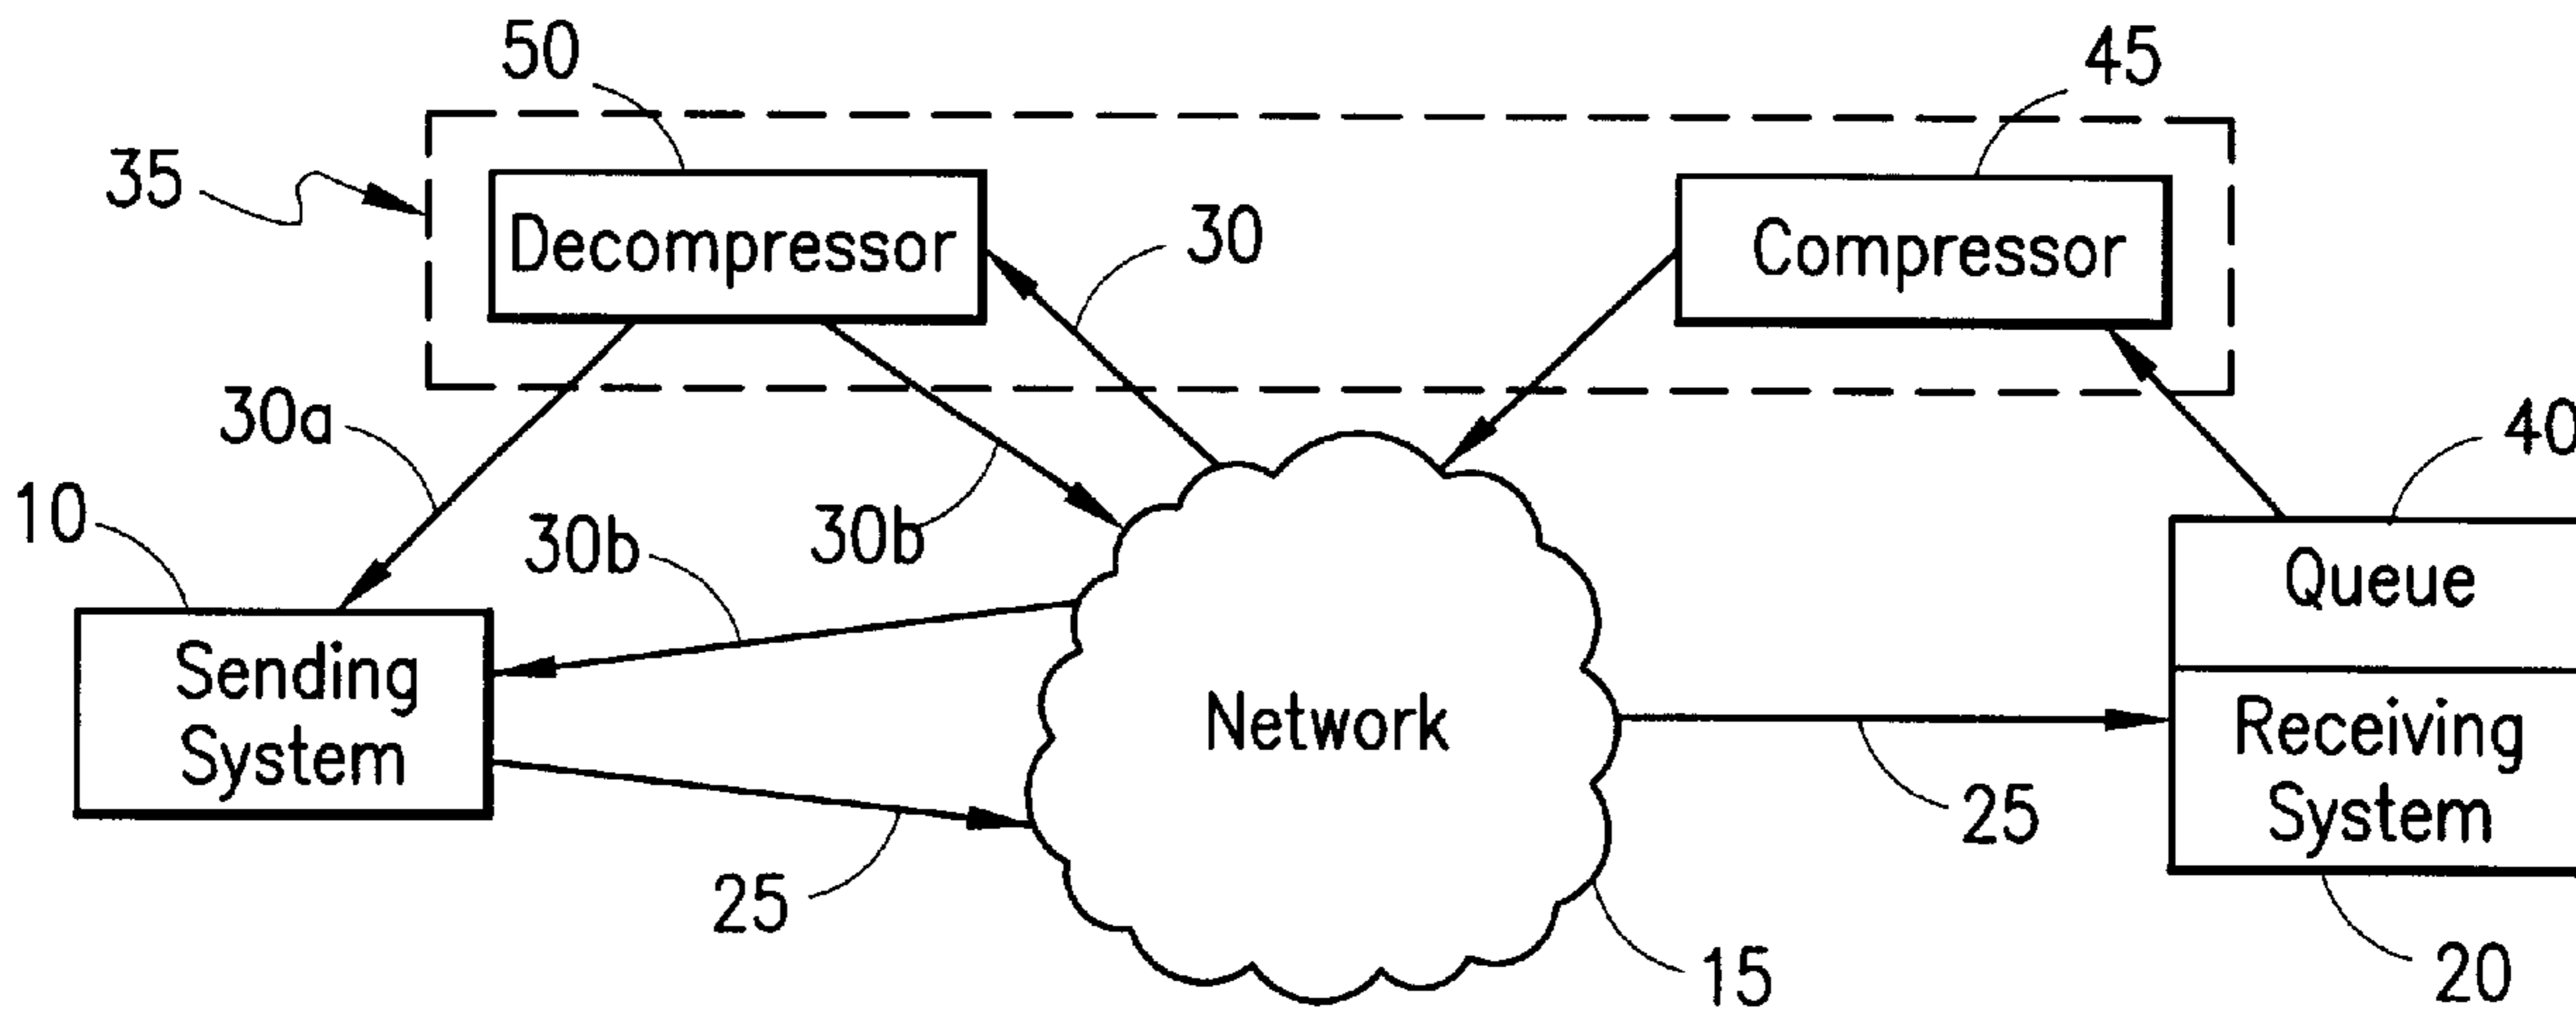 50
45
35
Decompressor
30
Compressor
30a
40
10
30b
30b
Queue
Sending
System
Network
Receiving
System
25
25
15
20